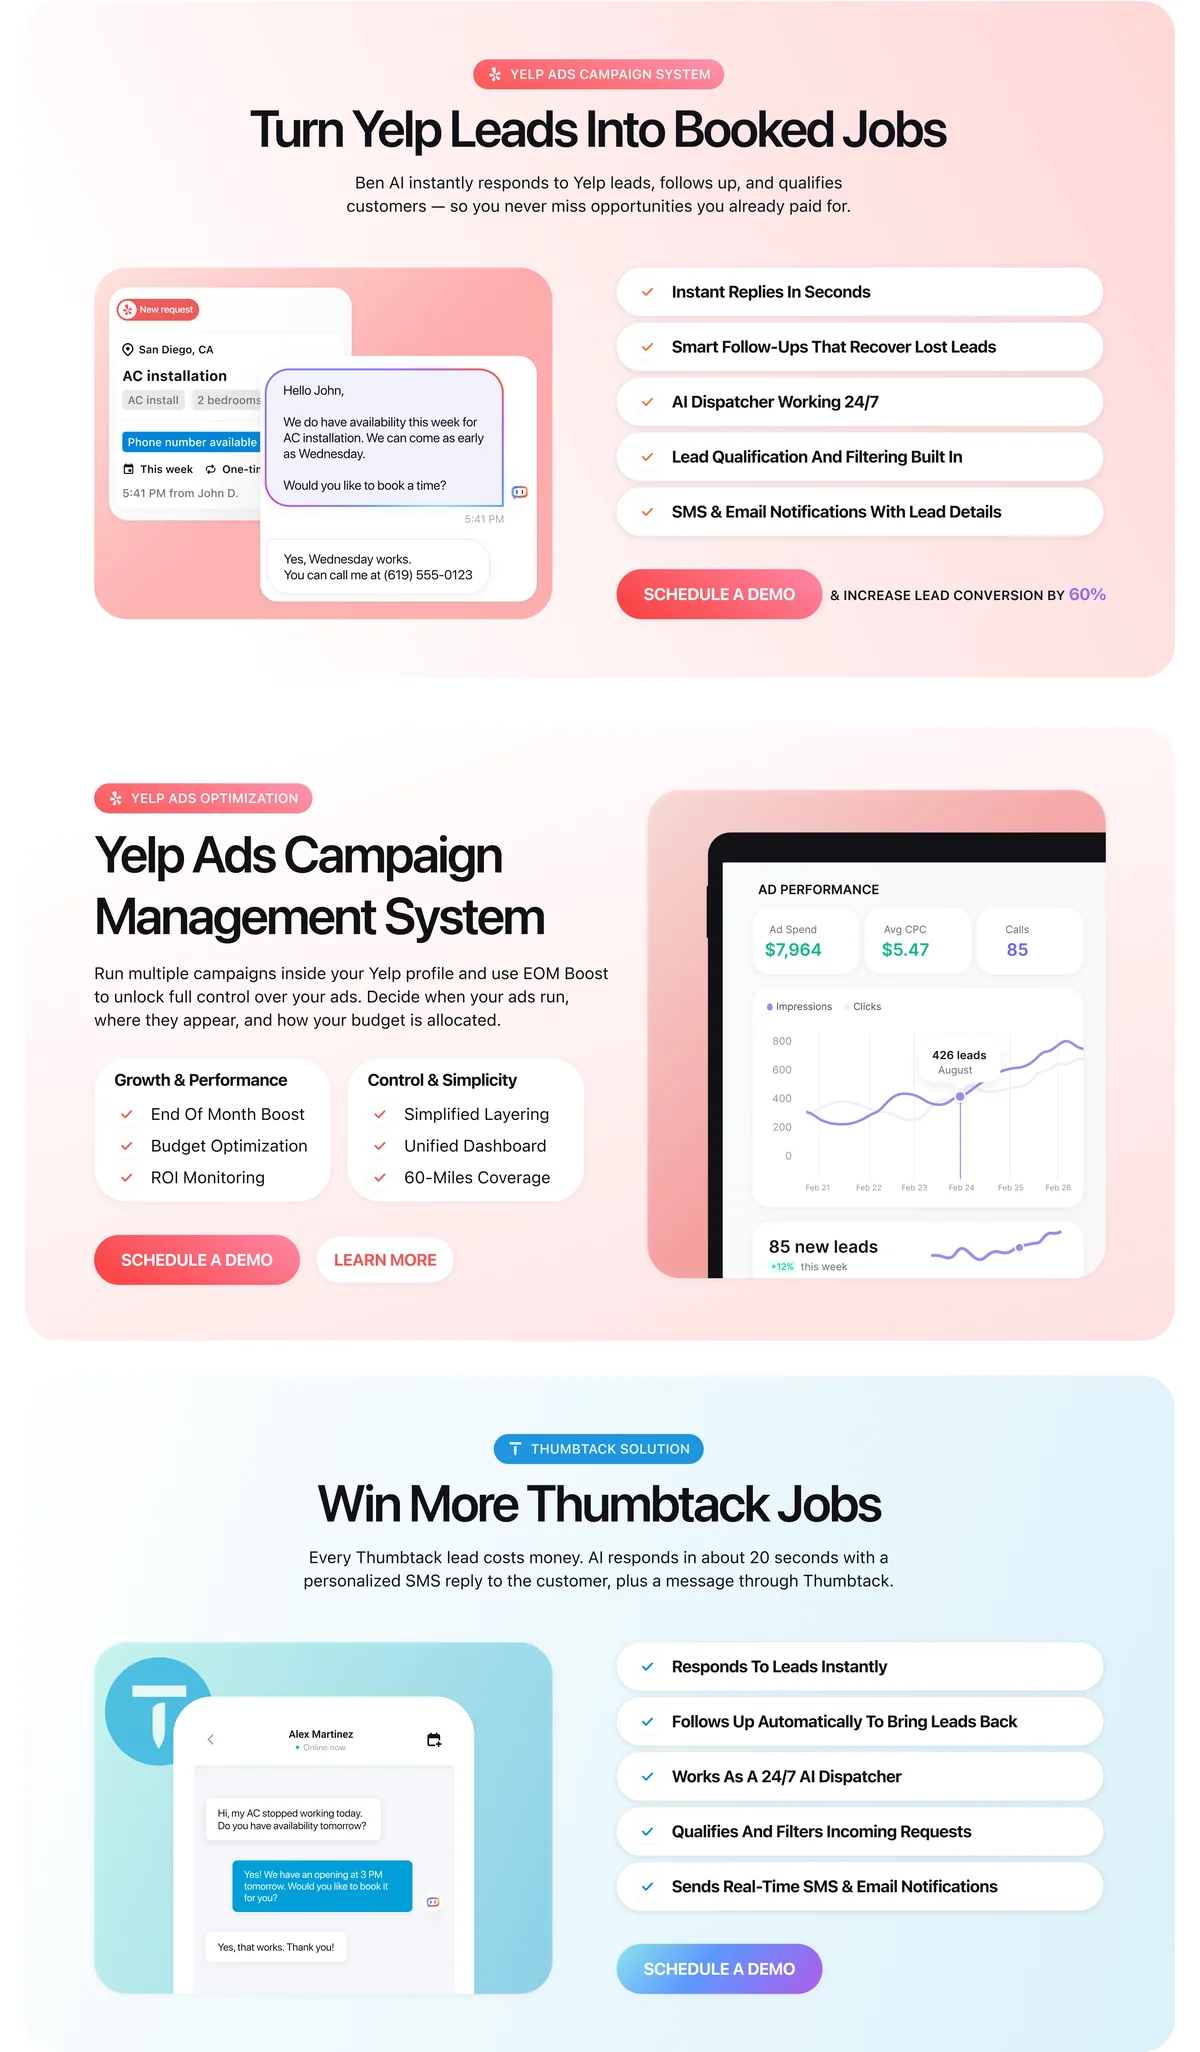 YELP ADS CAMPAIGN SYSTEM
Turn Yelp Leads Into Booked Jobs
Ben AI instantly responds to Yelp leads, follows up, and qualifies
customers — so you never miss opportunities you already paid for.
New request
San Diego, CA
AC installation
AC install 2 bedrooms
Phone number available
This week One-tin
5:41 PM from John D.
Hello John,
We do have availability this week for
AC installation. We can come as early
as Wednesday.
Would you like to book a time?
5:41 PM
Yes, Wednesday works.
You can call me at (619) 555-0123
Instant Replies In Seconds
Smart Follow-Ups That Recover Lost Leads
AI Dispatcher Working 24/7
Lead Qualification And Filtering Built In
SMS & Email Notifications With Lead Details
SCHEDULE A DEMO & INCREASE LEAD CONVERSION BY 60%
YELP ADS OPTIMIZATION
Yelp Ads Campaign
Management System
Run multiple campaigns inside your Yelp profile and use EOM Boost
to unlock full control over your ads. Decide when your ads run,
where they appear, and how your budget is allocated.
Growth & Performance
End Of Month Boost
Budget Optimization
ROI Monitoring
Control & Simplicity
Simplified Layering
Unified Dashboard
60-Miles Coverage
SCHEDULE A DEMO LEARN MORE
AD PERFORMANCE
Ad Spend
$7,964
Avg CPC
$5.47
Calls
85
Impressions Clicks
800
600
400
200
0
426 leads
August
Feb 21 Feb 22 Feb 23 Feb 24 Feb 25 Feb 26
85 new leads
+12% this week
THUMBTACK SOLUTION
Win More Thumbtack Jobs
Every Thumbtack lead costs money. AI responds in about 20 seconds with a
personalized SMS reply to the customer, plus a message through Thumbtack.
Alex Martinez
Online now
Hi, my AC stopped working today.
Do you have availability tomorrow?
Yes! We have an opening at 3 PM
tomorrow. Would you like to book it
for you?
Yes, that works. Thank you!
Responds To Leads Instantly
Follows Up Automatically To Bring Leads Back
Works As A 24/7 AI Dispatcher
Qualifies And Filters Incoming Requests
Sends Real-Time SMS & Email Notifications
SCHEDULE A DEMO